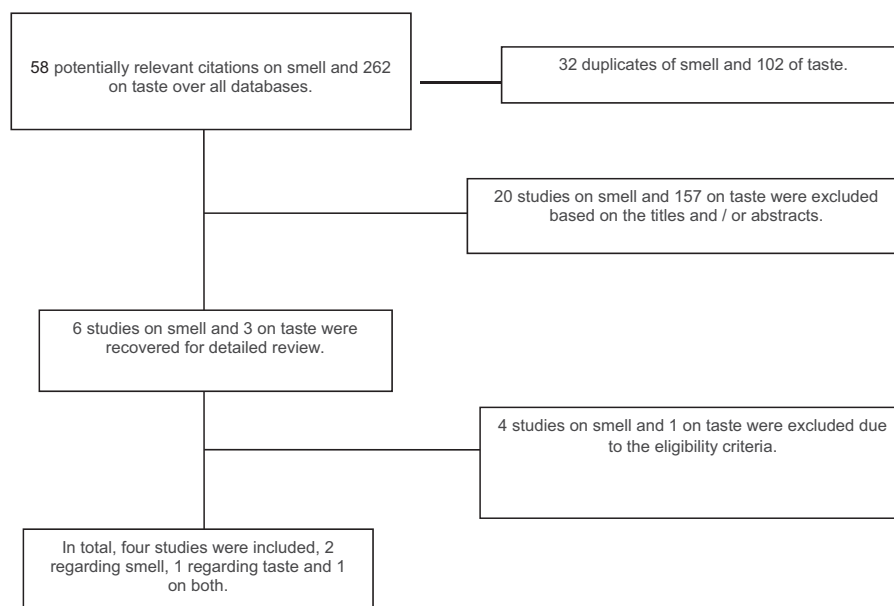 58 potentially relevant citations on smell and 262
on taste over all databases.
32 duplicates of smell and 102 of taste.
20 studies on smell and 157 on taste were excluded
based on the titles and / or abstracts.
6 studies on smell and 3 on taste were
recovered for detailed review.
4 studies on smell and 1 on taste were excluded due
to the eligibility criteria.
In total, four studies were included, 2
regarding smell, 1 regarding taste and 1
on both.